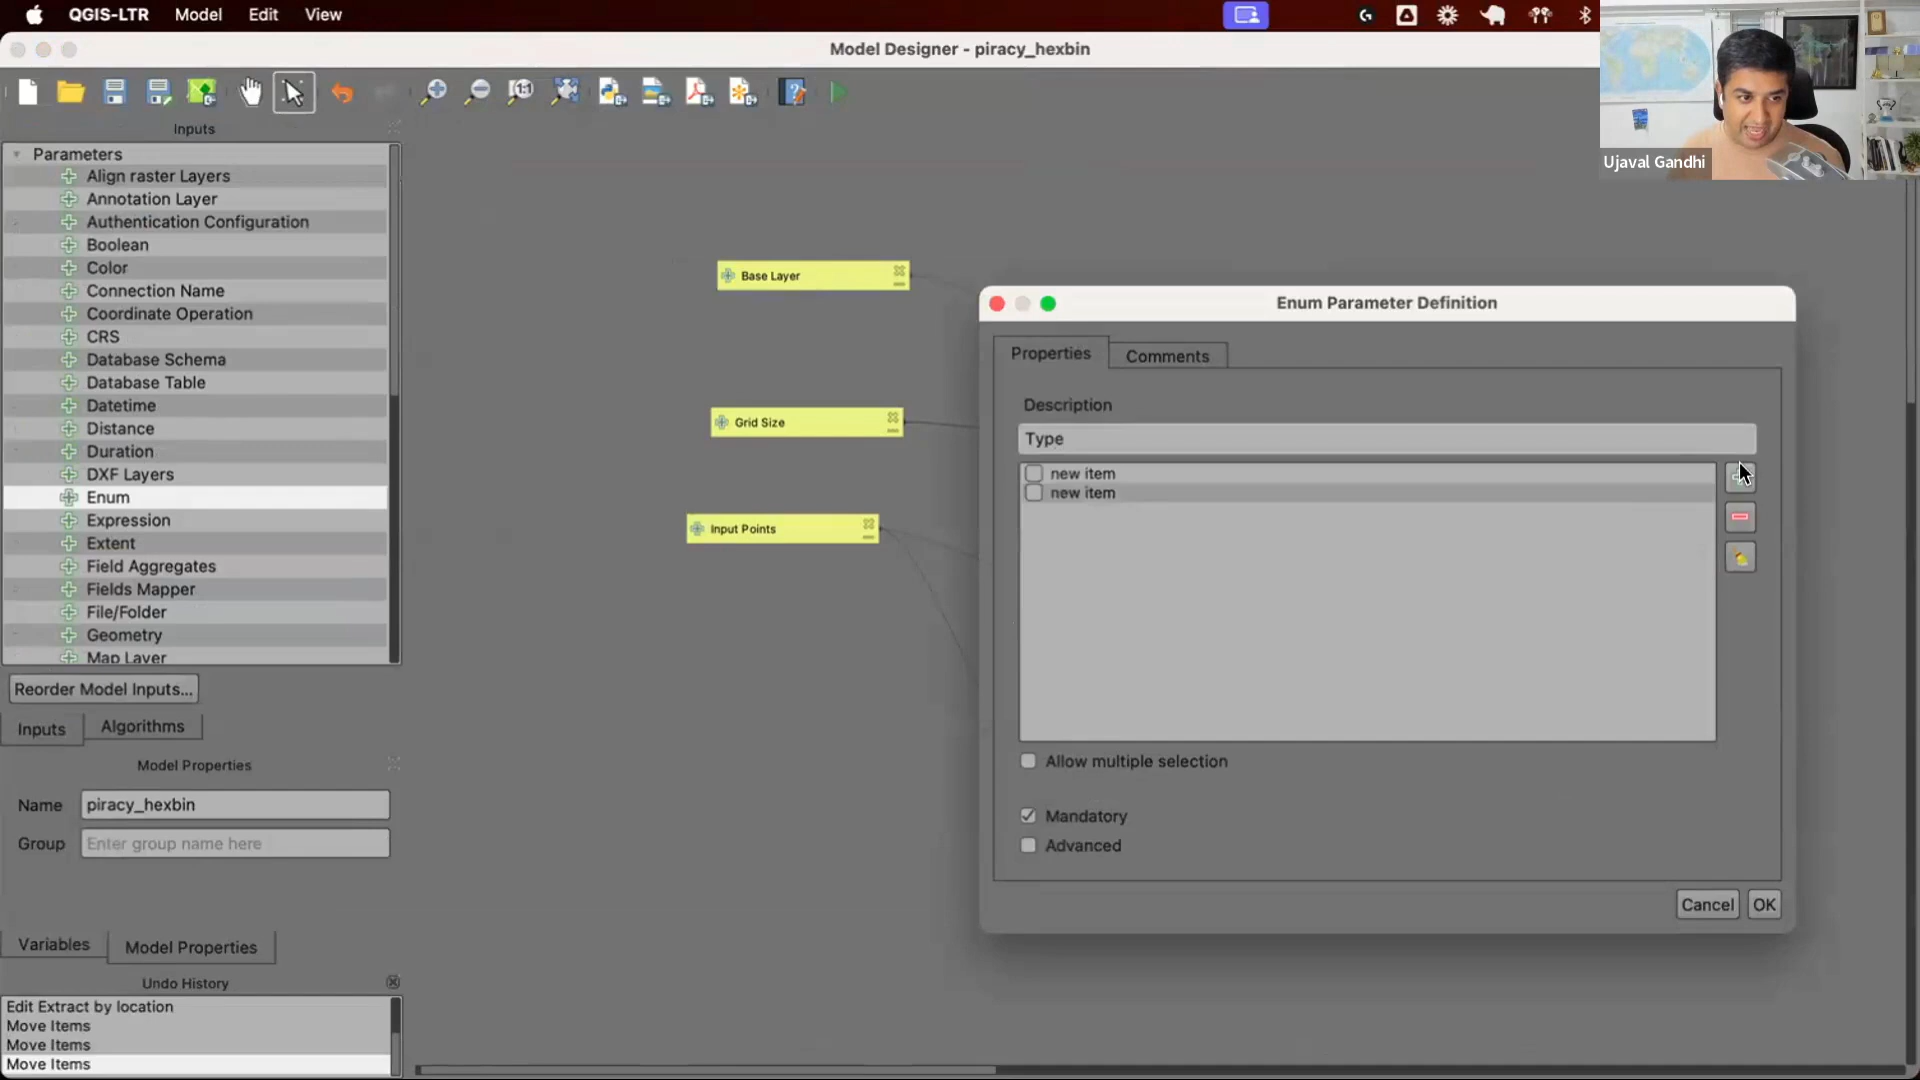 QGIS-LTR Model Edit View
Model Designer - piracy_hexbin
Ujaval Gandhi
Inputs
Parameters
Align raster Layers
Annotation Layer
Authentication Configuration
Boolean
Color
Connection Name
Coordinate Operation
CRS
Database Schema
Database Table
Datetime
Distance
Duration
DXF Layers
Enum
Expression
Extent
Field Aggregates
Fields Mapper
File/Folder
Geometry
Map Layer
Reorder Model Inputs...
Inputs Algorithms
Model Properties
Name piracy_hexbin
Group Enter group name here
Variables Model Properties
Undo History
Edit Extract by location
Move Items
Move Items
Move Items
Base Layer
Grid Size
Input Points
Enum Parameter Definition
Properties Comments
Description
Type
new item
new item
Allow multiple selection
Mandatory
Advanced
Cancel OK